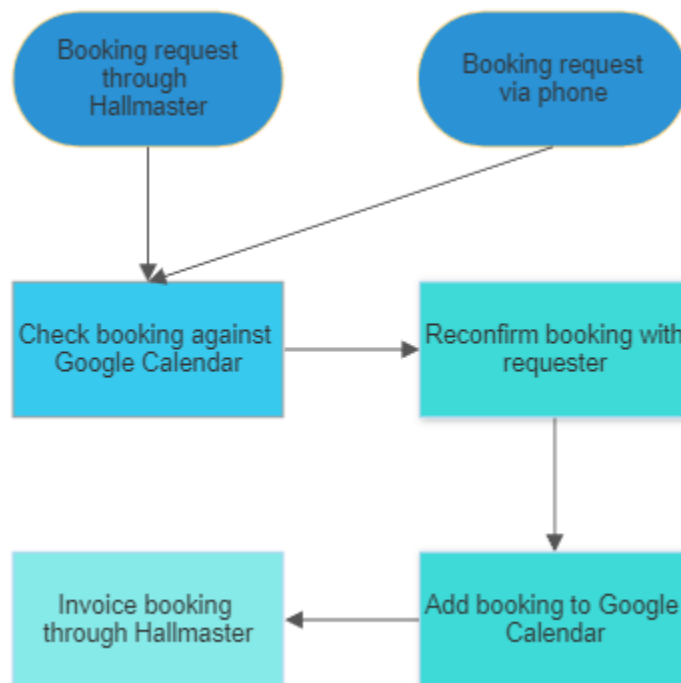 Booking request
through
Hallmaster
Booking request
via phone
Check booking against
Google Calendar
Reconfirm booking with
requester
Invoice booking
through Hallmaster
Add booking to Google
Calendar